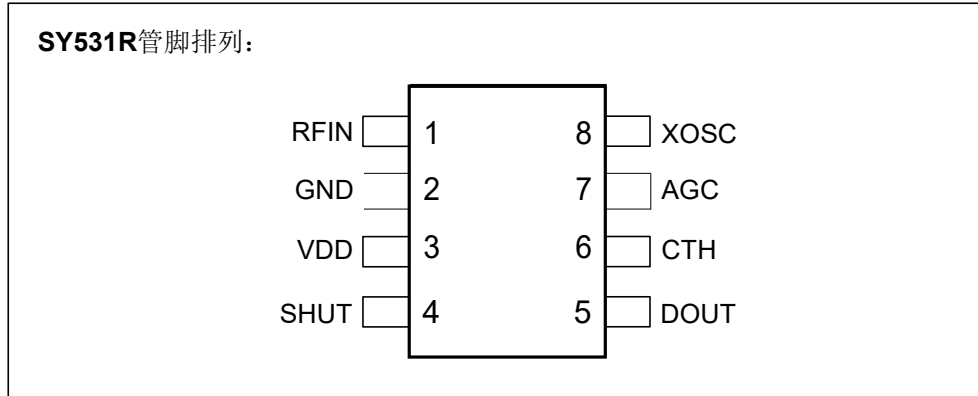 SY531R管脚排列：
RFIN 1 8 XOSC
GND 2 7 AGC
VDD 3 6 CTH
SHUT 4 5 DOUT